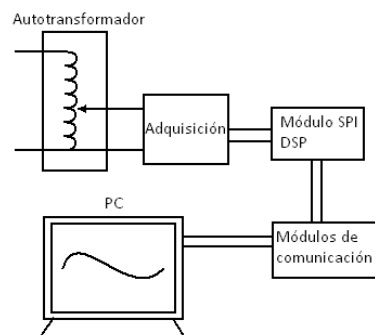 Autotransformador
Adquisición
Módulo SPI
DSP
PC
Módulos de
comunicación